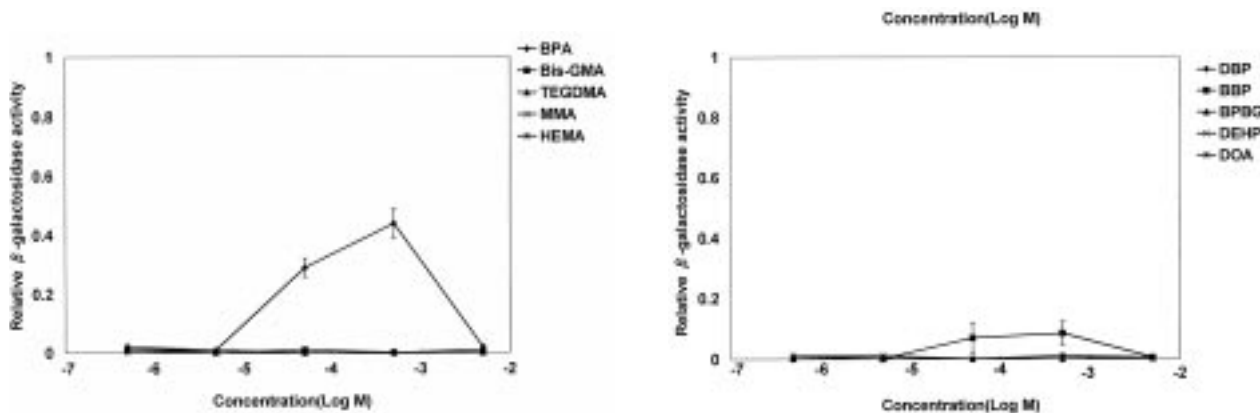 Concentration(Log M)
Relative β-galactosidase activity
1
0.8
0.6
0.4
0.2
0
-7
-6
-5
-4
-3
-2
Concentration(Log M)
BPA
Bis-GMA
TEGDMA
MMA
HEMA
Relative β-galactosidase activity
1
0.8
0.6
0.4
0.2
0
-7
-6
-5
-4
-3
-2
Concentration(Log M)
DBP
BBP
BPBG
DEHP
DOA